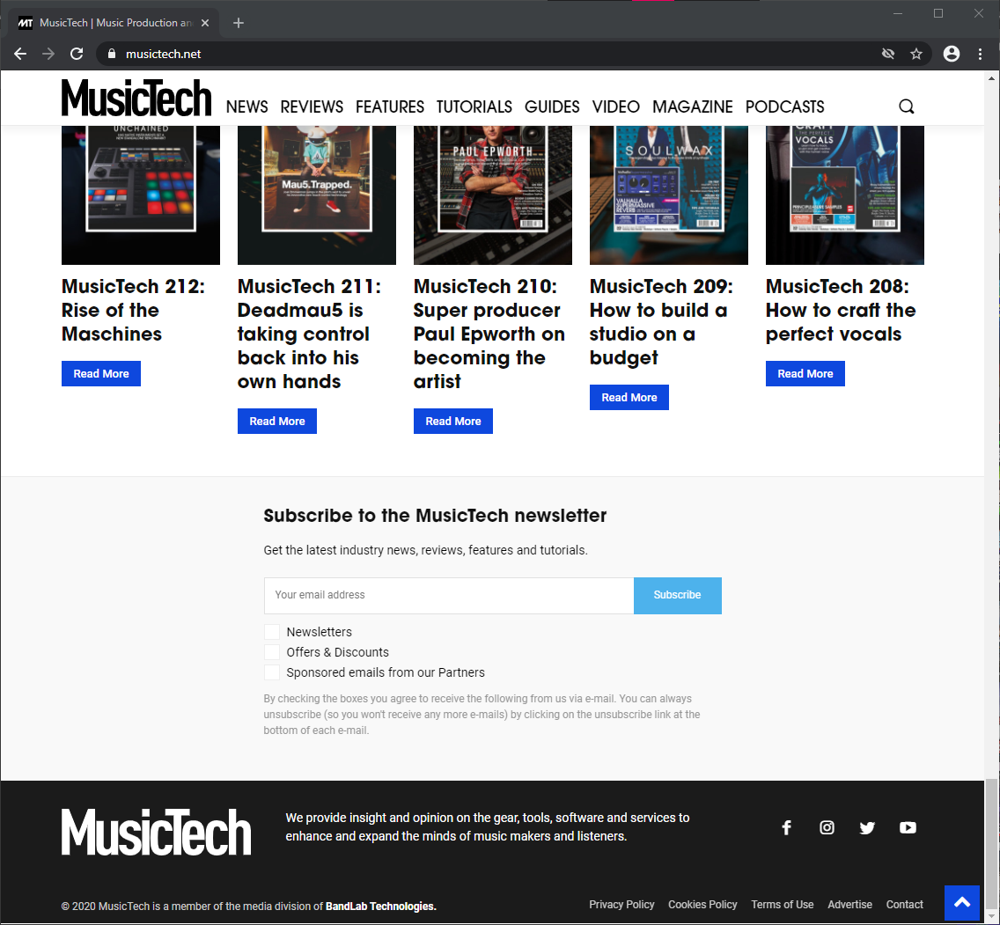 MusicTech | Music Production an
musictech.net
MusicTech NEWS REVIEWS FEATURES TUTORIALS GUIDES VIDEO MAGAZINE PODCASTS
UNCHAINED
Mau5.Trapped.
PAUL EPWORTH
SOULWAX
VALHALLA
SUPERMASSIVE
REVERB
CRAFT
THE PERFECT
VOCALS
MusicTech 212:
Rise of the
Maschines
Read More
MusicTech 211:
Deadmau5 is
taking control
back into his
own hands
Read More
MusicTech 210:
Super producer
Paul Epworth on
becoming the
artist
Read More
MusicTech 209:
How to build a
studio on a
budget
Read More
MusicTech 208:
How to craft the
perfect vocals
Read More
Subscribe to the MusicTech newsletter
Get the latest industry news, reviews, features and tutorials.
Your email address
Subscribe
Newsletters
Offers & Discounts
Sponsored emails from our Partners
By checking the boxes you agree to receive the following from us via e-mail. You can always
unsubscribe (so you won't receive any more e-mails) by clicking on the unsubscribe link at the
bottom of each e-mail.
MusicTech
We provide insight and opinion on the gear, tools, software and services to
enhance and expand the minds of music makers and listeners.
© 2020 MusicTech is a member of the media division of BandLab Technologies.
Privacy Policy Cookies Policy Terms of Use Advertise Contact